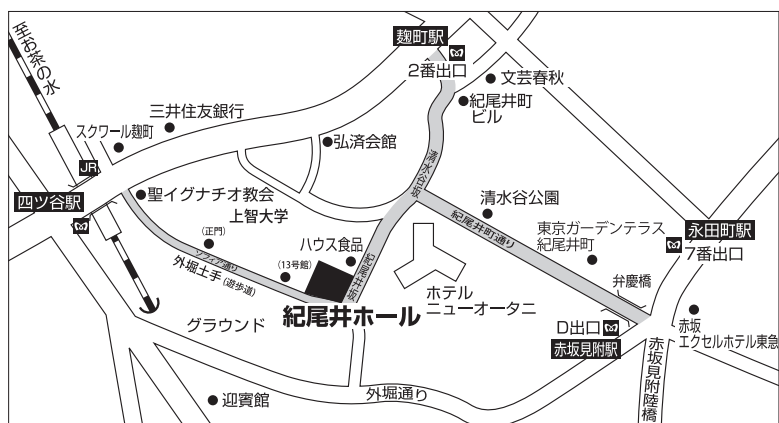 至お茶の水
麹町駅
2番出口
文芸春秋
紀尾井町
ビル
三井住友銀行
スクワール麹町
弘済会館
清水谷坂
JR
四ツ谷駅
聖イグナチオ教会
上智大学
清水谷公園
紀尾井町通り
東京ガーデンテラス
紀尾井町
永田町駅
7番出口
(正門)
ソフィア通り
外堀土手(遊歩道)
(13号館)
ハウス食品
紀尾井坂
ホテル
ニューオータニ
弁慶橋
紀尾井ホール
グラウンド
D出口
赤坂見附駅
赤坂
エクセルホテル東急
赤坂見附陸橋
外堀通り
迎賓館